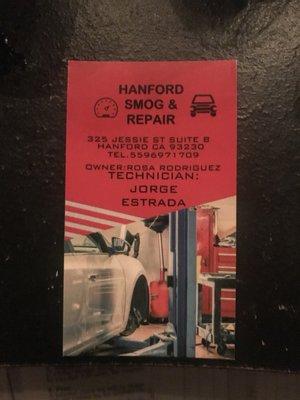 HANFORD
SMOG &
REPAIR
325 JESSIE ST SUITE B
HANFORD CA 93230
TEL.5596971709
OWNER:ROSA RODRIGUEZ
TECHNICIAN:
JORGE
ESTRADA